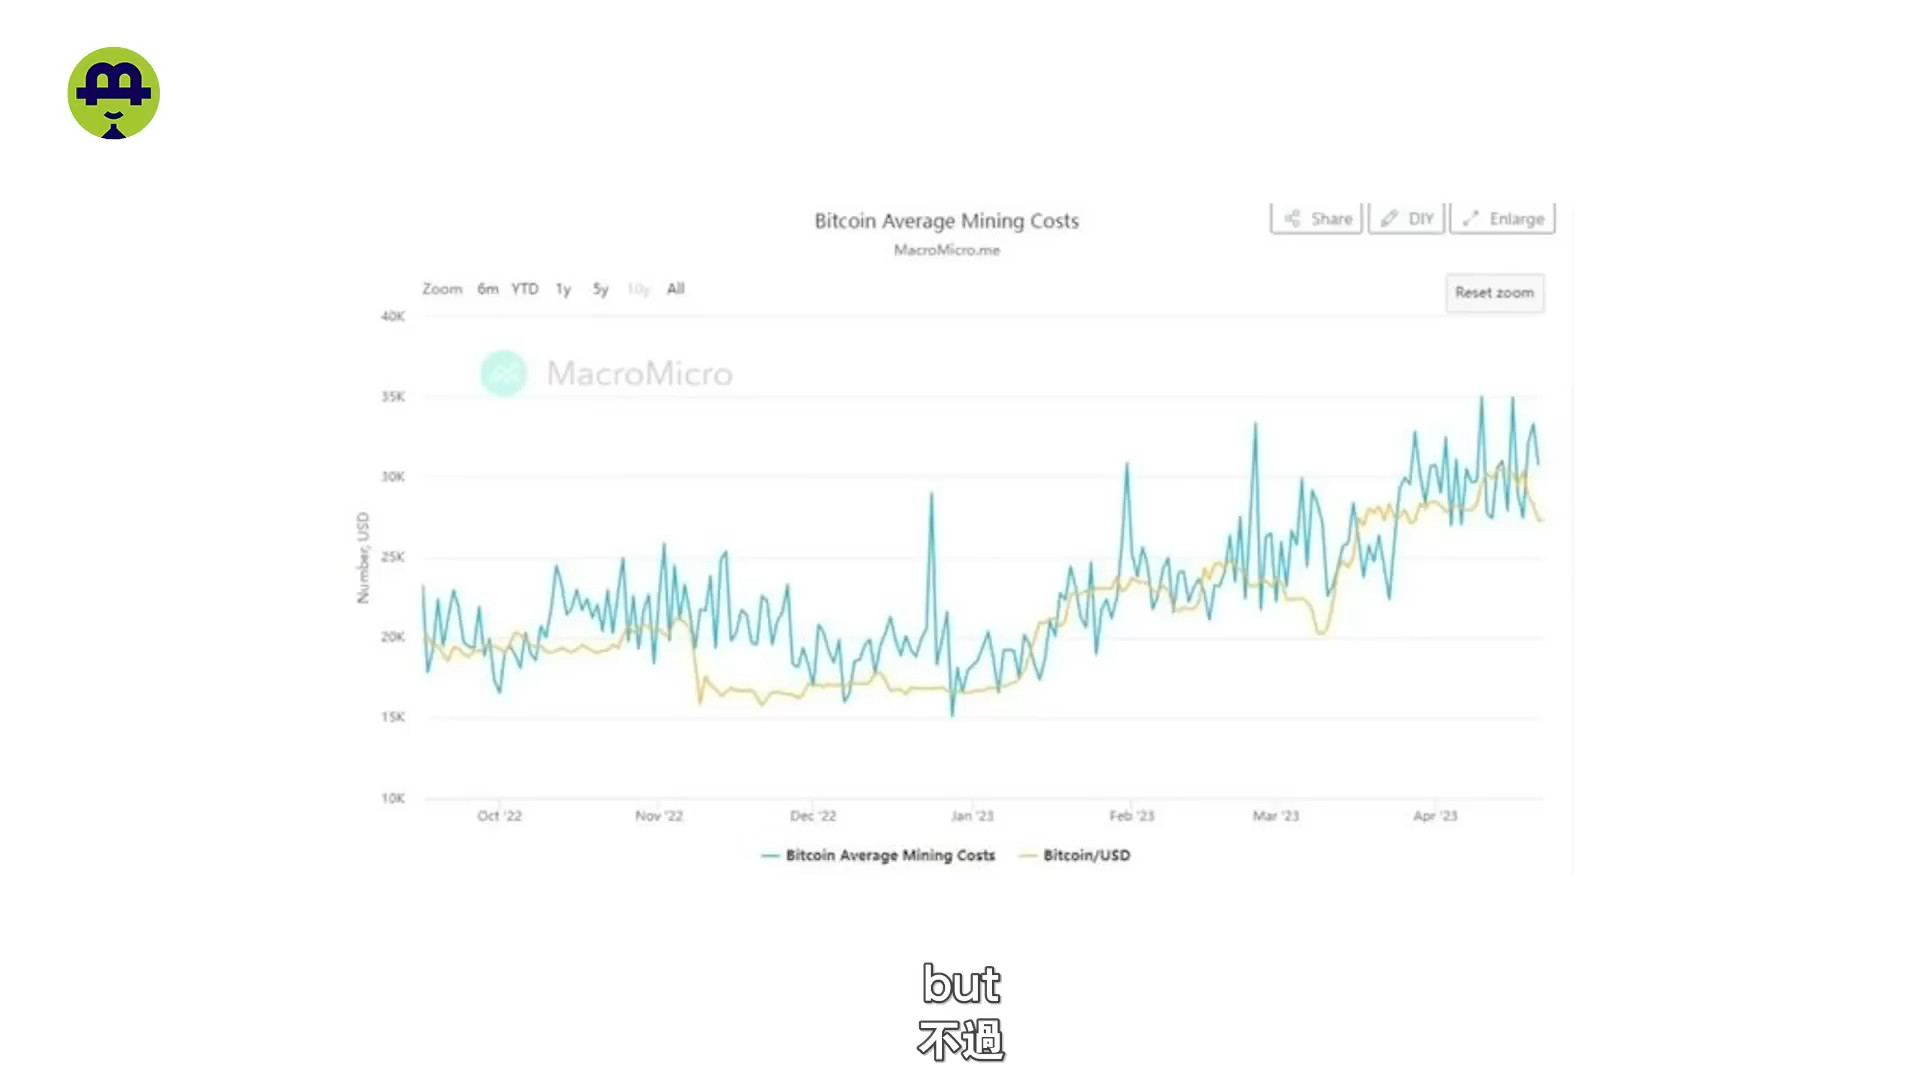 Bitcoin Average Mining Costs
MacroMicro.me
Share
DIY
Enlarge
Zoom 6m YTD 1y 5y 10y All
Reset zoom
40K
MacroMicro
35K
30K
Number, USD
25K
20K
15K
10K
Oct '22 Nov '22 Dec '22 Jan '23 Feb '23 Mar '23 Apr '23
Bitcoin Average Mining Costs Bitcoin/USD
but
不過